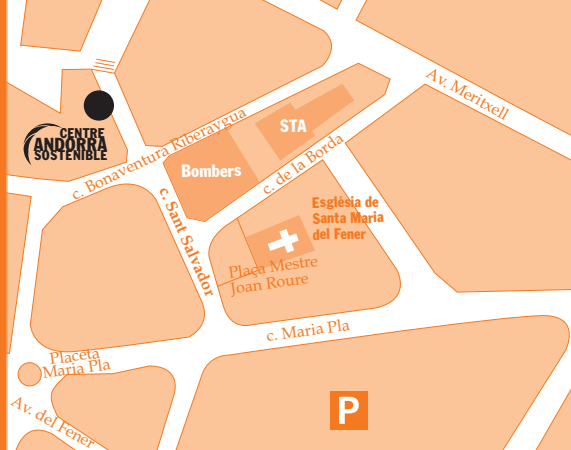 Av. Meritxell
STA
CENTRE
ANDORRA
SOSTENIBLE
c. Bonaventura Riberaygua
Bombers
c. de la Borda
c. Sant Salvador
Església de
Santa Maria
del Fener
Plaça Mestre
Joan Roure
c. Maria Pla
Placeta
Maria Pla
Av. del Fener
P